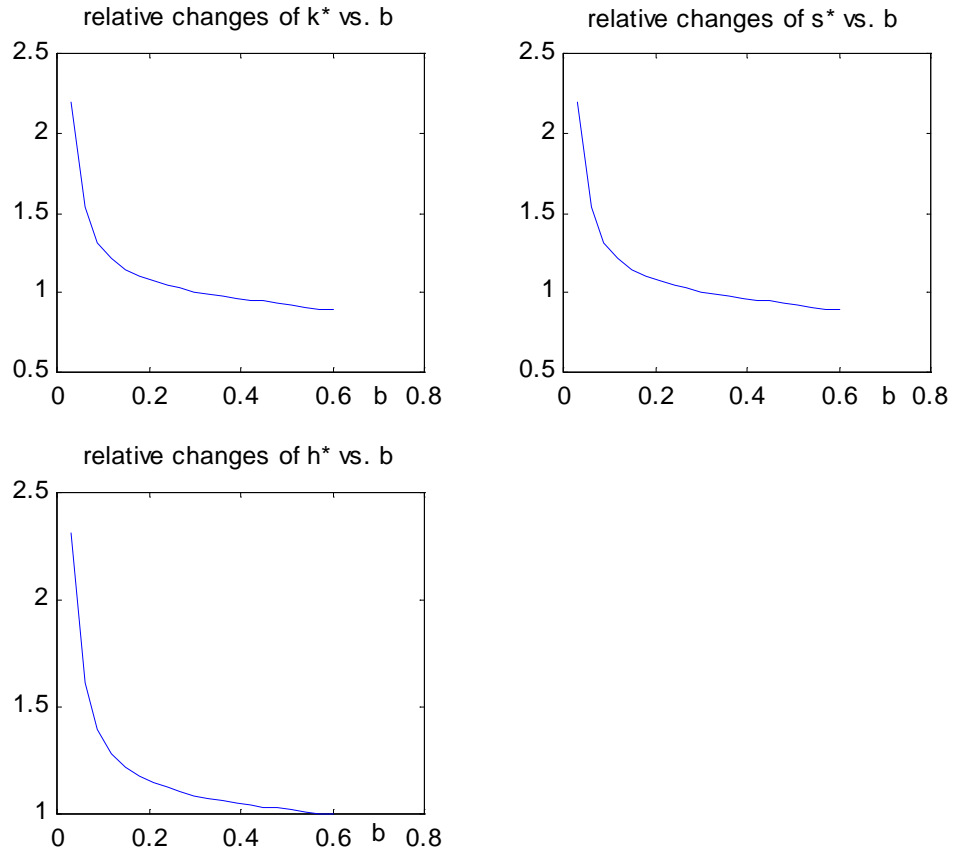 relative changes of k* vs. b
2.5
2
1.5
1
0.5
0 0.2 0.4 0.6 b 0.8
relative changes of s* vs. b
2.5
2
1.5
1
0.5
0 0.2 0.4 0.6 b 0.8
relative changes of h* vs. b
2.5
2
1.5
1
0 0.2 0.4 0.6 b 0.8